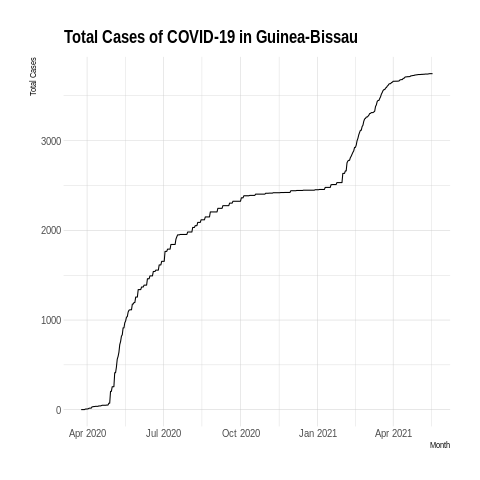 Total Cases of COVID-19 in Guinea-Bissau
Total Cases
3000
2000
1000
0
Apr 2020 Jul 2020 Oct 2020 Jan 2021 Apr 2021
Month